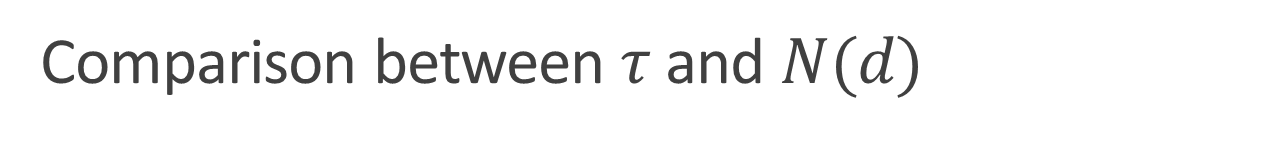 Comparison between τ and N(d)